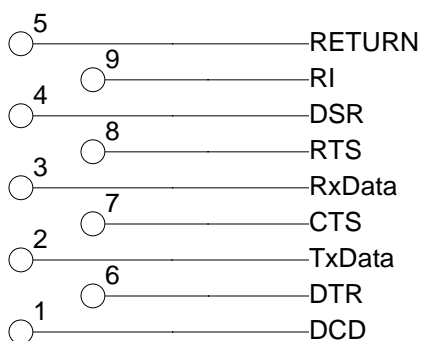 5 RETURN
9 RI
4 DSR
8 RTS
3 RxData
7 CTS
2 TxData
6 DTR
1 DCD